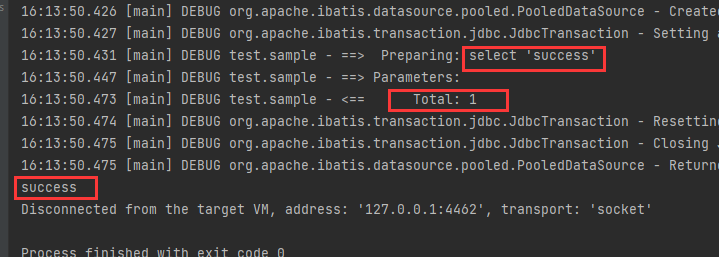 16:13:50.426 [main] DEBUG org.apache.ibatis.datasource.pooled.PooledDataSource - Created
16:13:50.427 [main] DEBUG org.apache.ibatis.transaction.jdbc.JdbcTransaction - Setting a
16:13:50.431 [main] DEBUG test.sample - ==>  Preparing: select 'success'
16:13:50.447 [main] DEBUG test.sample - ==> Parameters:
16:13:50.473 [main] DEBUG test.sample - <==      Total: 1
16:13:50.474 [main] DEBUG org.apache.ibatis.transaction.jdbc.JdbcTransaction - Resetting
16:13:50.475 [main] DEBUG org.apache.ibatis.transaction.jdbc.JdbcTransaction - Closing J
16:13:50.475 [main] DEBUG org.apache.ibatis.datasource.pooled.PooledDataSource - Returne
success
Disconnected from the target VM, address: '127.0.0.1:4462', transport: 'socket'
Process finished with exit code 0